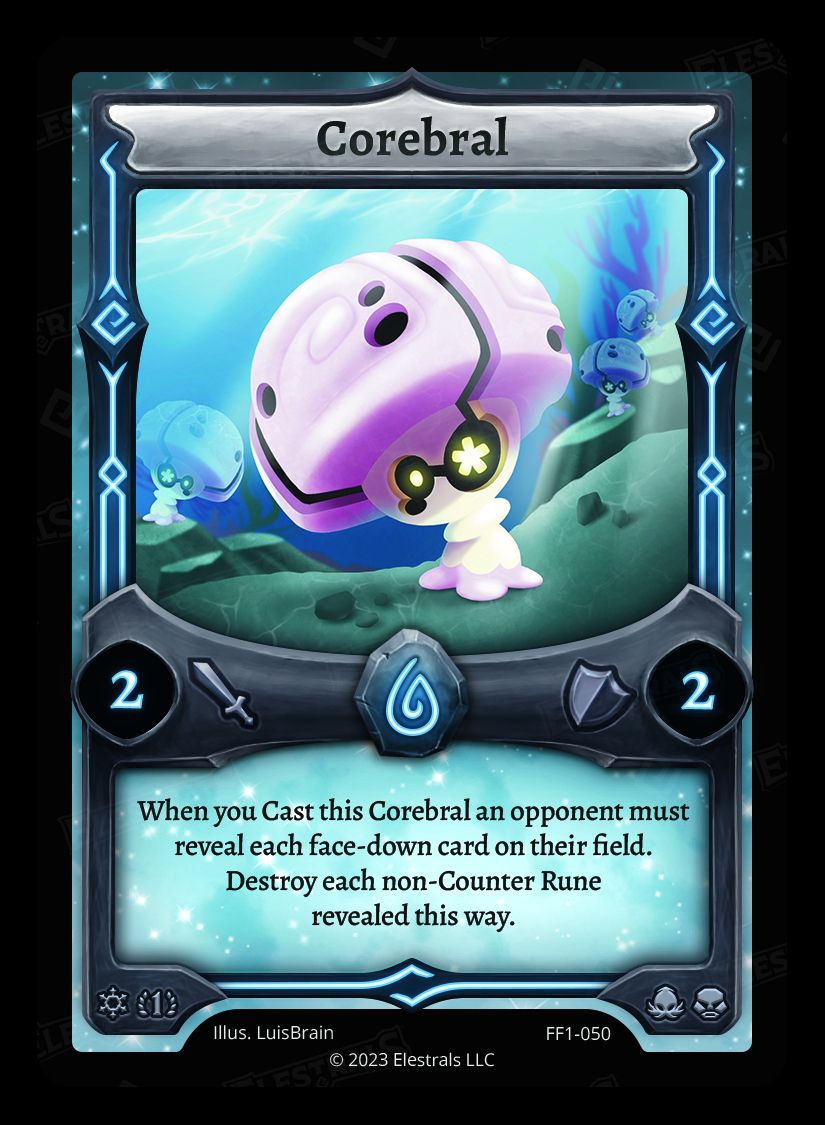 Corebral
2
2
When you Cast this Corebral an opponent must
reveal each face-down card on their field.
Destroy each non-Counter Rune
revealed this way.
1
Illus. LuisBrain
FF1-050
© 2023 Elestrals LLC